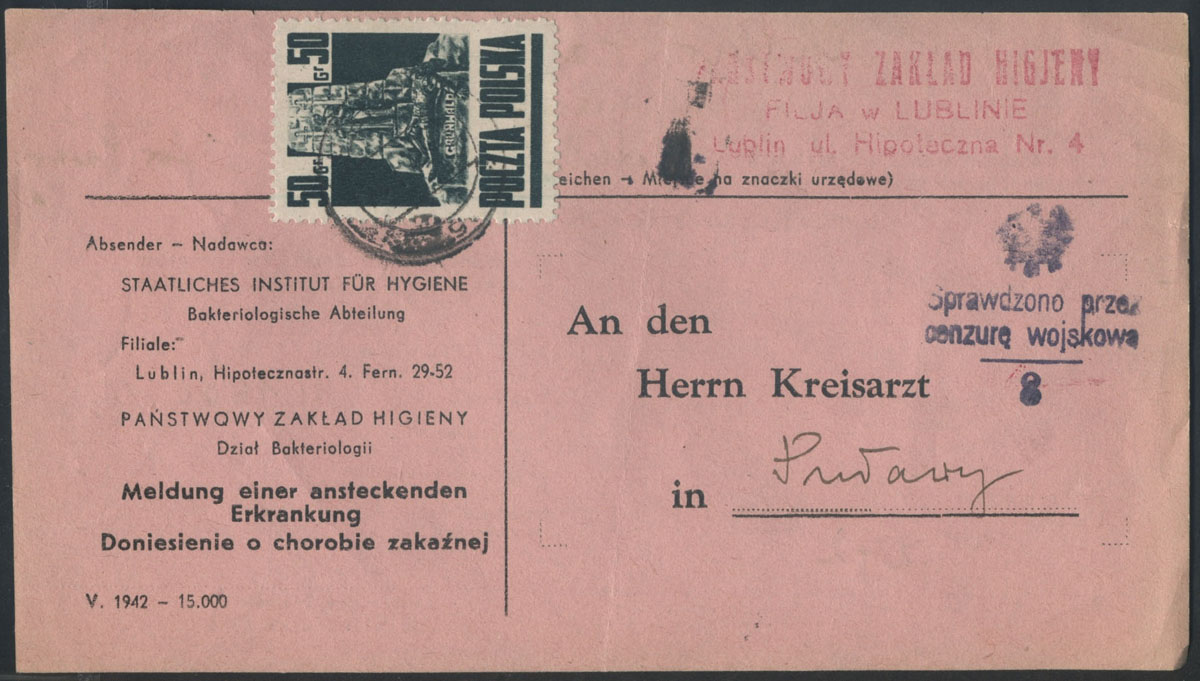 50 Gr 50 Gr
GRUNWALD
POCZTA POLSKA
ZAKŁAD HIGJENY
FILJA w LUBLINIE
Lublin ul. Hipoteczna Nr. 4
na znaczki urzędowe)
Absender – Nadawca:
STAATLICHES INSTITUT FÜR HYGIENE
Bakteriologische Abteilung
Filiale:
Lublin, Hipotecznastr. 4. Fern. 29-52
PAŃSTWOWY ZAKŁAD HIGIENY
Dział Bakteriologii
Meldung einer ansteckenden
Erkrankung
Doniesienie o chorobie zakaźnej
V. 1942 – 15.000
An den
Herrn Kreisarzt
in Puławy
Sprawdzono przez
cenzurę wojskową
8